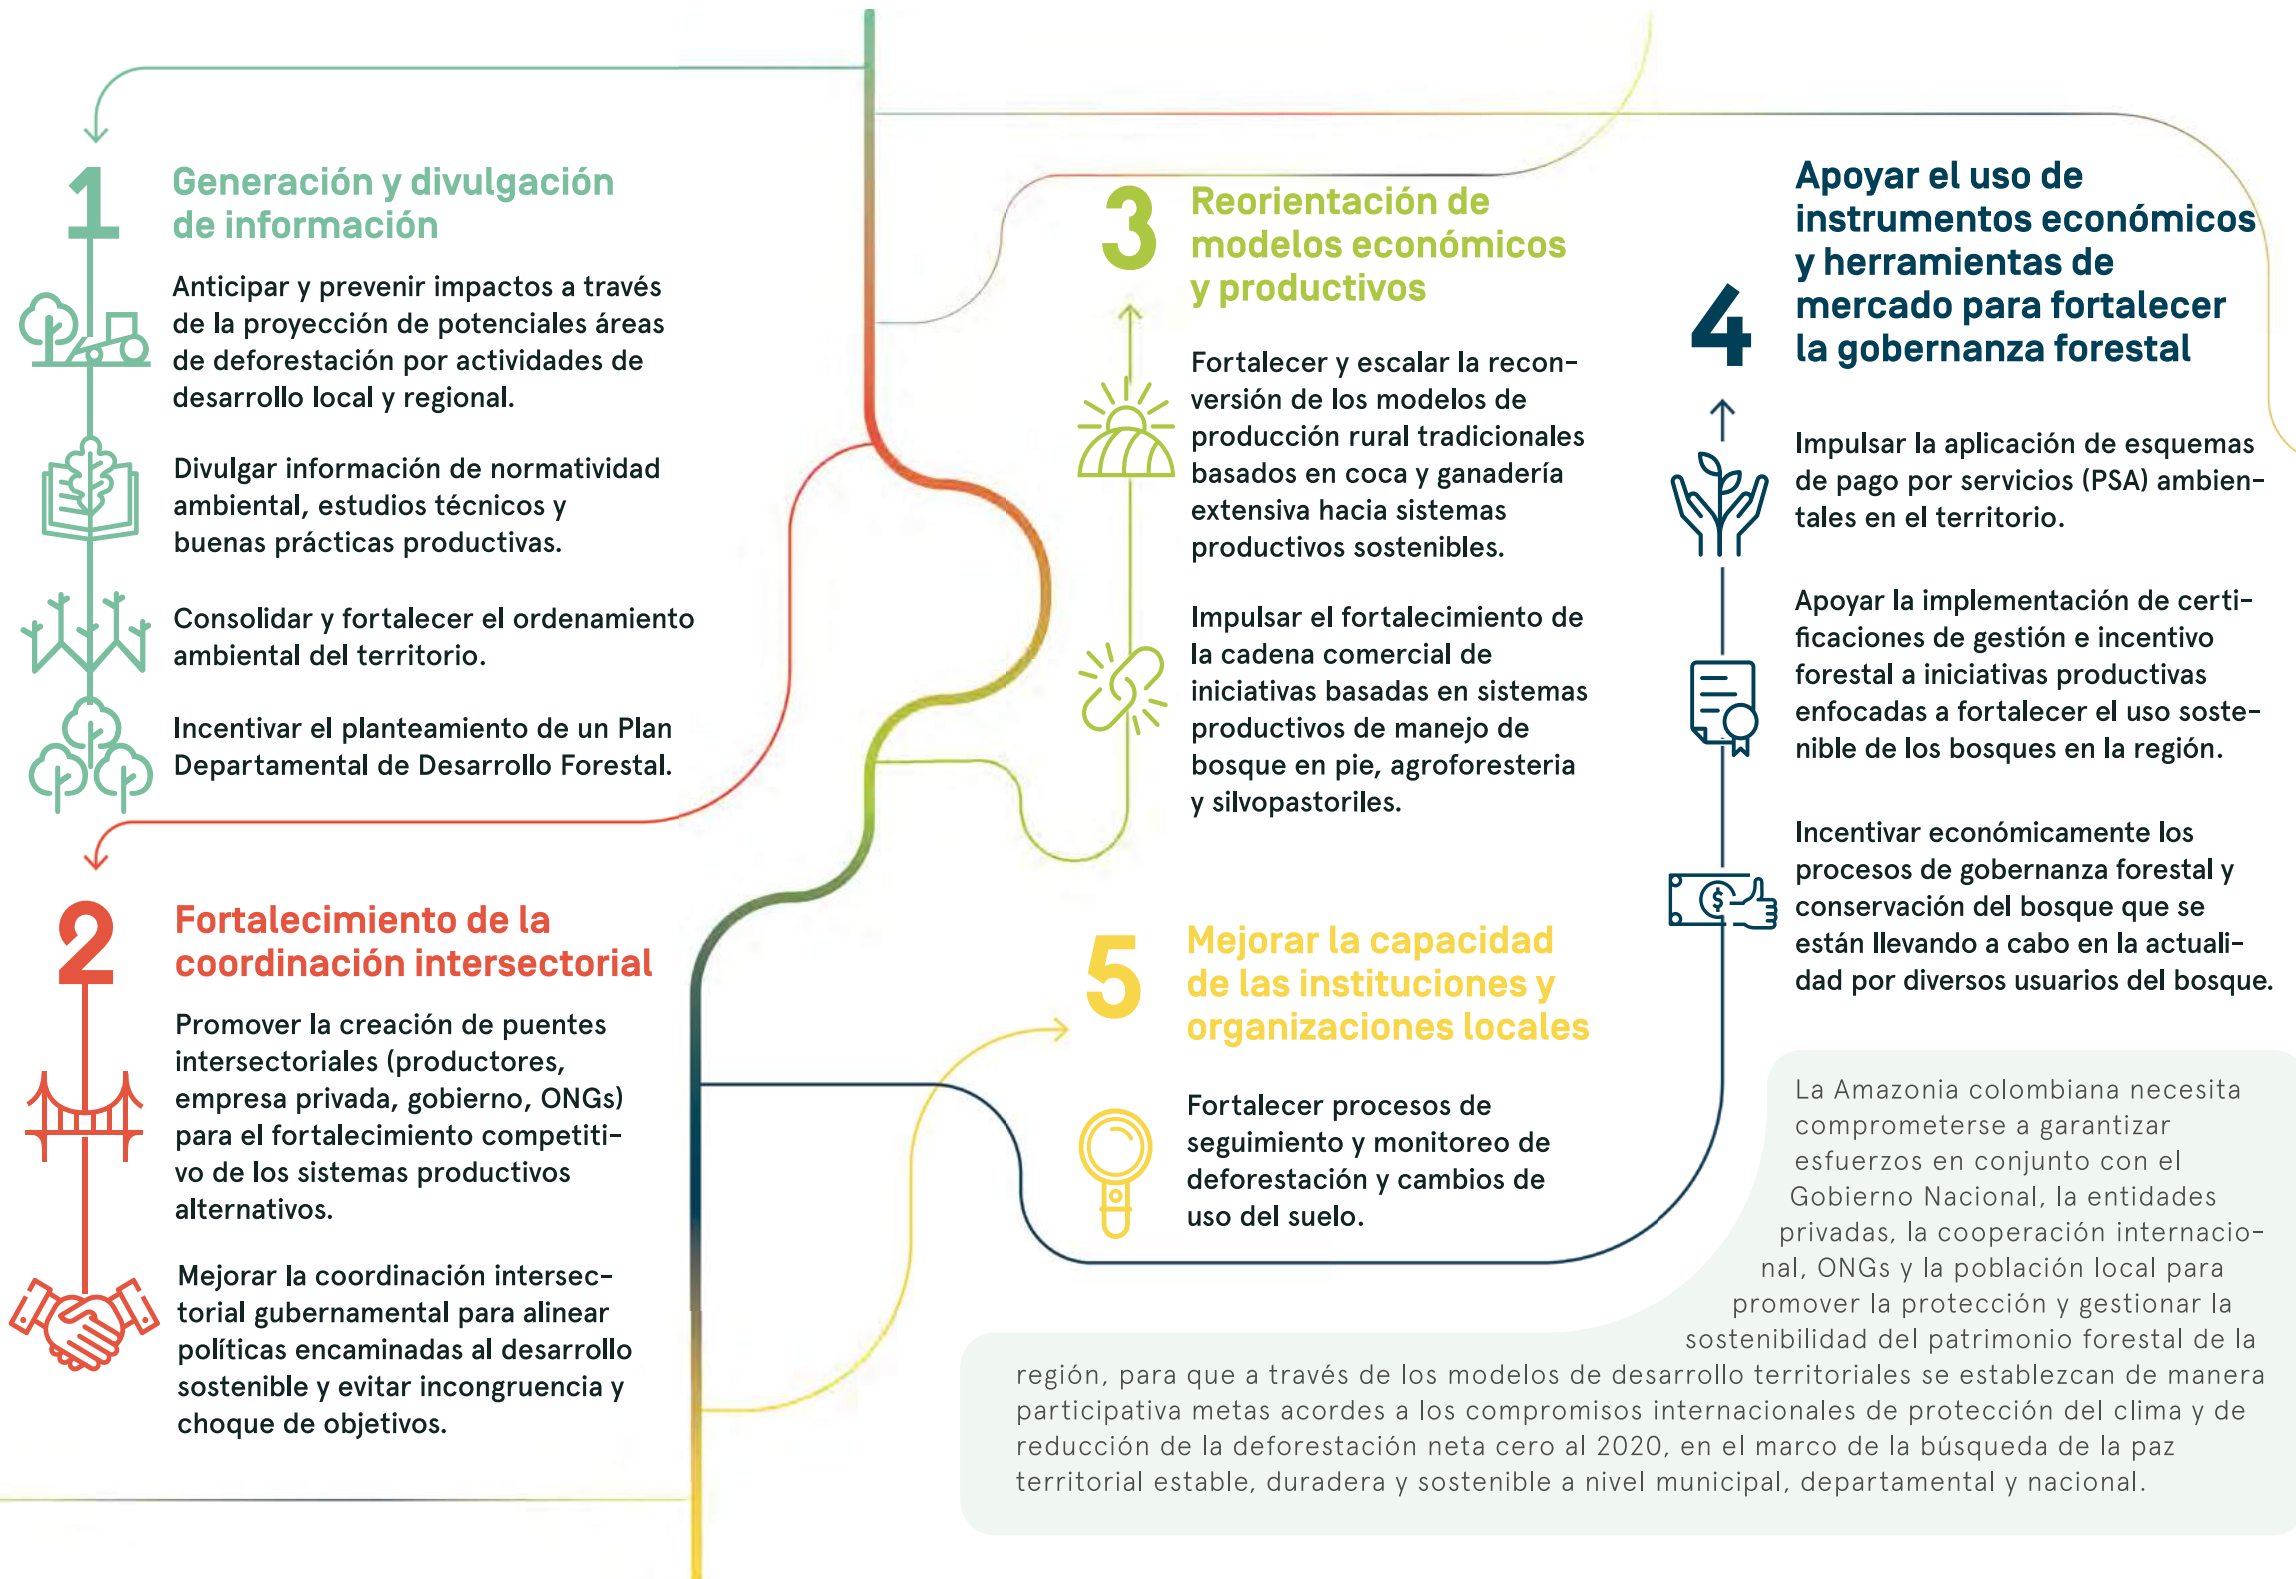 1
Generación y divulgación
de información
Anticipar y prevenir impactos a través
de la proyección de potenciales áreas
de deforestación por actividades de
desarrollo local y regional.
Divulgar información de normatividad
ambiental, estudios técnicos y
buenas prácticas productivas.
Consolidar y fortalecer el ordenamiento
ambiental del territorio.
Incentivar el planteamiento de un Plan
Departamental de Desarrollo Forestal.
2
Fortalecimiento de la
coordinación intersectorial
Promover la creación de puentes
intersectoriales (productores,
empresa privada, gobierno, ONGs)
para el fortalecimiento competiti-
vo de los sistemas productivos
alternativos.
Mejorar la coordinación intersec-
torial gubernamental para alinear
políticas encaminadas al desarrollo
sostenible y evitar incongruencia y
choque de objetivos.
3
Reorientación de
modelos económicos
y productivos
Fortalecer y escalar la recon-
versión de los modelos de
producción rural tradicionales
basados en coca y ganadería
extensiva hacia sistemas
productivos sostenibles.
Impulsar el fortalecimiento de
la cadena comercial de
iniciativas basadas en sistemas
productivos de manejo de
bosque en pie, agroforesteria
y silvopastoriles.
4
Apoyar el uso de
instrumentos económicos
y herramientas de
mercado para fortalecer
la gobernanza forestal
Impulsar la aplicación de esquemas
de pago por servicios (PSA) ambien-
tales en el territorio.
Apoyar la implementación de certi-
ficaciones de gestión e incentivo
forestal a iniciativas productivas
enfocadas a fortalecer el uso soste-
nible de los bosques en la región.
$
Incentivar económicamente los
procesos de gobernanza forestal y
conservación del bosque que se
están llevando a cabo en la actuali-
dad por diversos usuarios del bosque.
5
Mejorar la capacidad
de las instituciones y
organizaciones locales
Fortalecer procesos de
seguimiento y monitoreo de
deforestación y cambios de
uso del suelo.
La Amazonia colombiana necesita
comprometerse a garantizar
esfuerzos en conjunto con el
Gobierno Nacional, la entidades
privadas, la cooperación internacio-
nal, ONGs y la población local para
promover la protección y gestionar la
sostenibilidad del patrimonio forestal de la
región, para que a través de los modelos de desarrollo territoriales se establezcan de manera
participativa metas acordes a los compromisos internacionales de protección del clima y de
reducción de la deforestación neta cero al 2020, en el marco de la búsqueda de la paz
territorial estable, duradera y sostenible a nivel municipal, departamental y nacional.